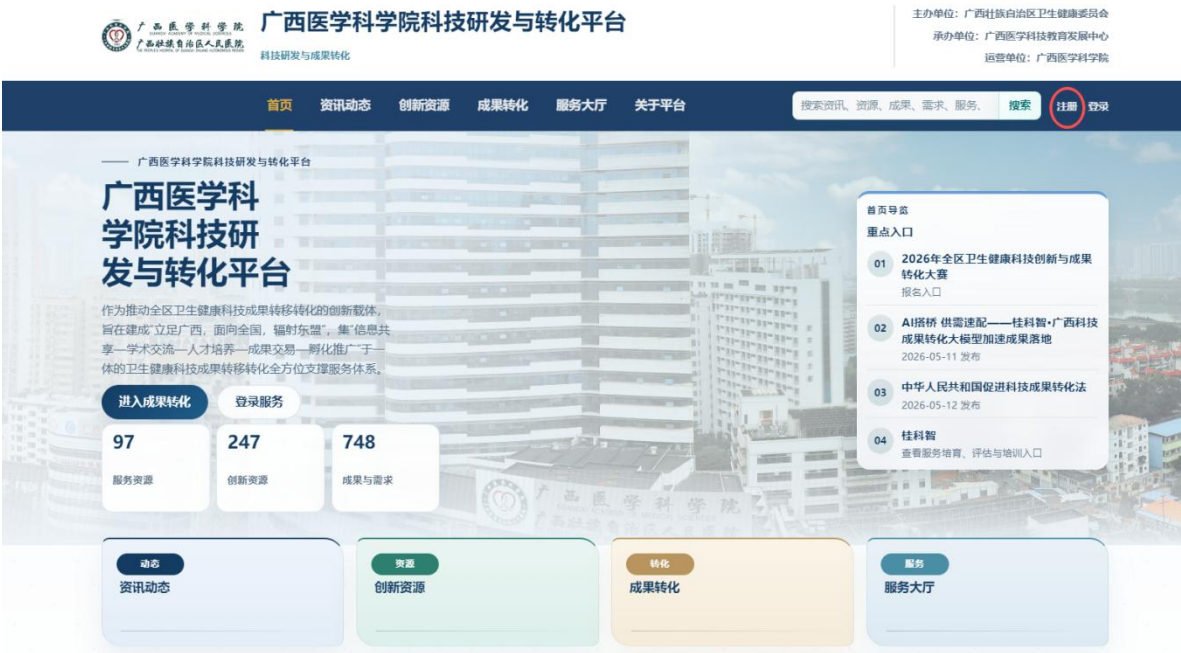 广西医学科学院
广西壮族自治区人民医院
广西医学科学院科技研发与转化平台
科技研发与成果转化
主办单位：广西壮族自治区卫生健康委员会
承办单位：广西医学科技教育发展中心
运营单位：广西医学科学院
首页 资讯动态 创新资源 成果转化 服务大厅 关于平台
搜索资讯、资源、成果、需求、服务. 搜索 注册 登录
广西医学科学院科技研发与转化平台
广西医学科
学院科技研
发与转化平台
作为推动全区卫生健康科技成果转移转化的创新载体，
旨在建成“立足广西，面向全国，辐射东盟”，集“信息共
享—学术交流—人才培养—成果交易—孵化推广”于一
体的卫生健康科技成果转移转化全方位支撑服务体系。
进入成果转化 登录服务
97
服务资源
247
创新资源
748
成果与需求
首页导览
重点入口
01
2026年全区卫生健康科技创新与成果
转化大赛
报名入口
02
AI搭桥 供需速配——桂科智•广西科技
成果转化大模型加速成果落地
2026-05-11 发布
03
中华人民共和国促进科技成果转化法
2026-05-12 发布
04
桂科智
查看服务培育、评估与培训入口
广西医学科学院
动态
资讯动态
资源
创新资源
转化
成果转化
服务
服务大厅